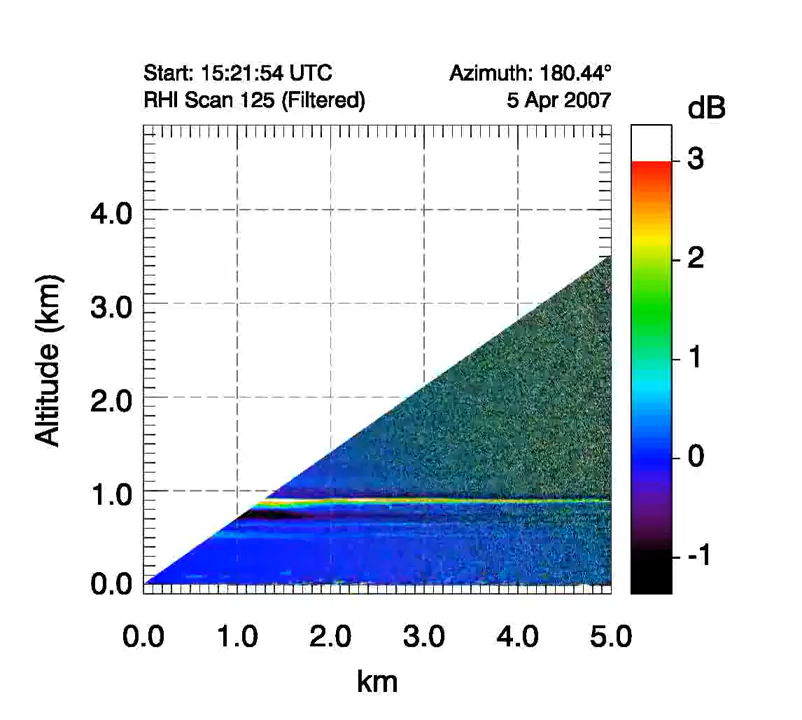 Start: 15:21:54 UTC
Azimuth: 180.44°
RHI Scan 125 (Filtered)
5 Apr 2007
dB
3
2
1
0
-1
Altitude (km)
4.0
3.0
2.0
1.0
0.0
0.0 1.0 2.0 3.0 4.0 5.0
km